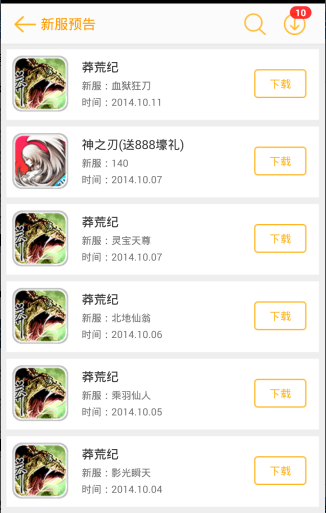 新服预告
10
莽荒纪
新服：血狱狂刀
时间：2014.10.11
下载
神之刃(送888壕礼)
新服：140
时间：2014.10.07
下载
莽荒纪
新服：灵宝天尊
时间：2014.10.07
下载
莽荒纪
新服：北地仙翁
时间：2014.10.06
下载
莽荒纪
新服：乘羽仙人
时间：2014.10.05
下载
莽荒纪
新服：影光瞬天
时间：2014.10.04
下载